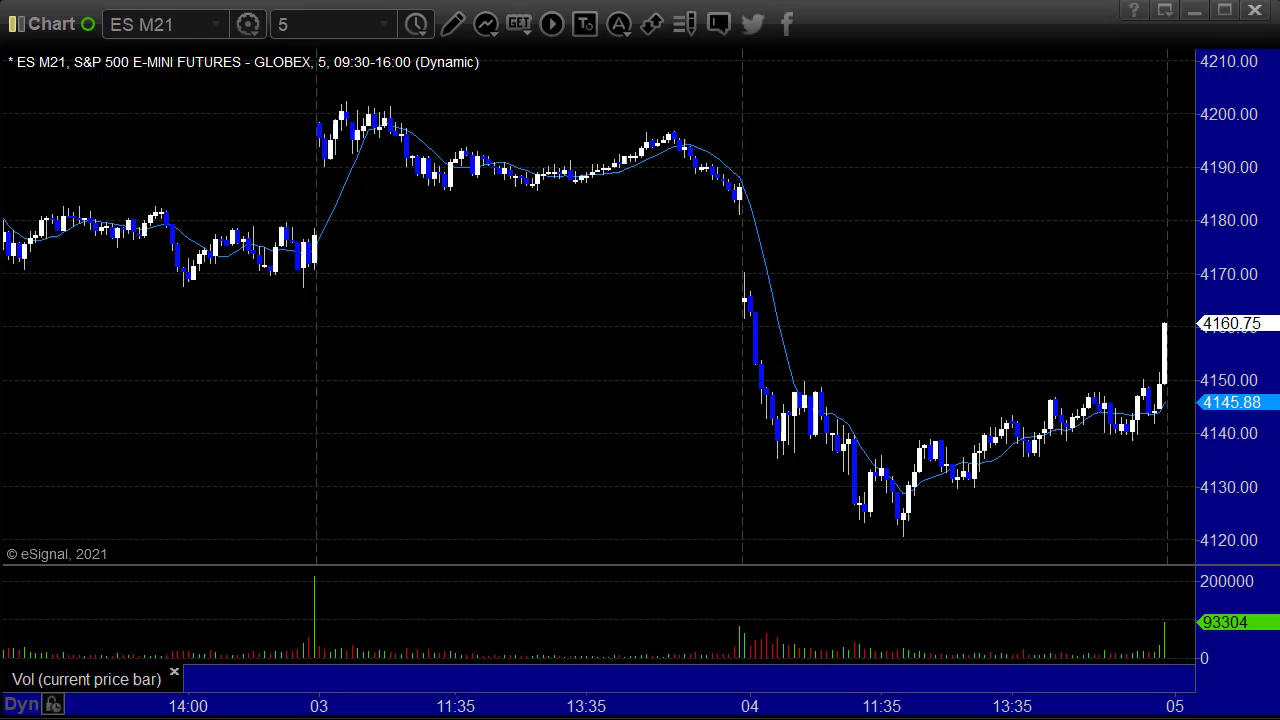 Chart ES M21 5 GET T A ?
* ES M21, S&P 500 E-MINI FUTURES - GLOBEX, 5, 09:30-16:00 (Dynamic)
4210.00
4200.00
4190.00
4180.00
4170.00
4160.75
4150.00
4145.88
4140.00
4130.00
4120.00
© eSignal, 2021
200000
93304
0
Vol (current price bar)
Dyn 14:00 03 11:35 13:35 04 11:35 13:35 05